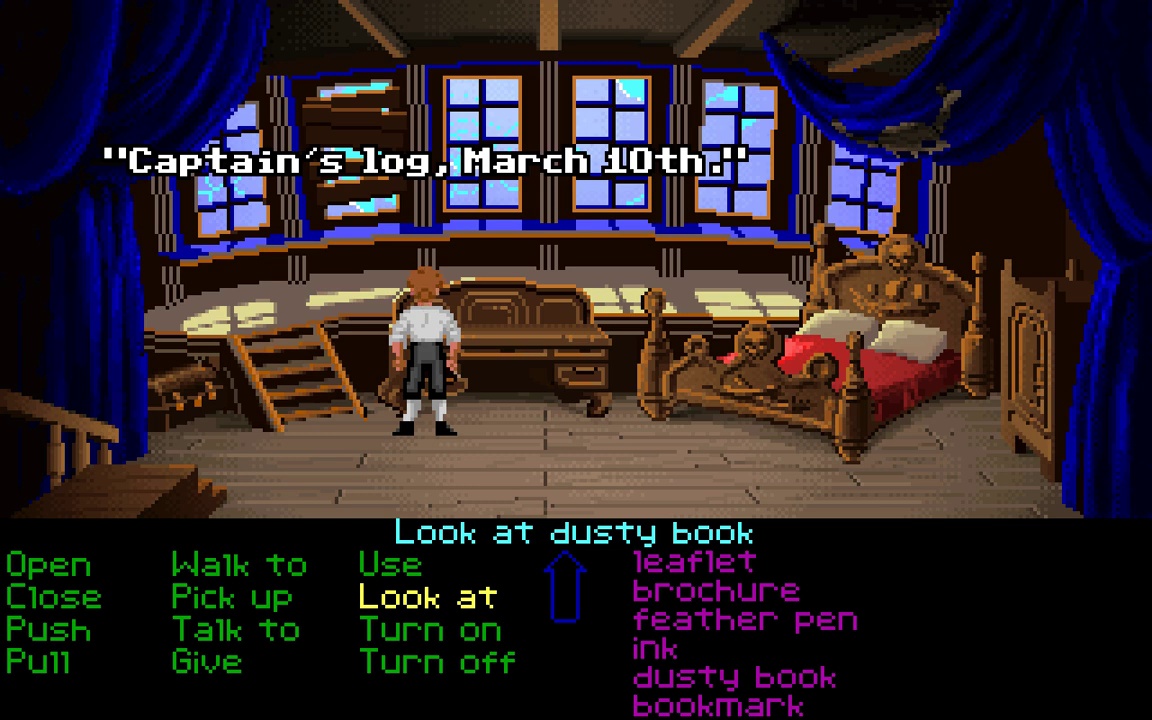 "Captain's log, March 10th."
Look at dusty book
Open Walk to Use
Close Pick up Look at
Push Talk to Turn on
Pull Give Turn off
leaflet
brochure
feather pen
ink
dusty book
bookmark